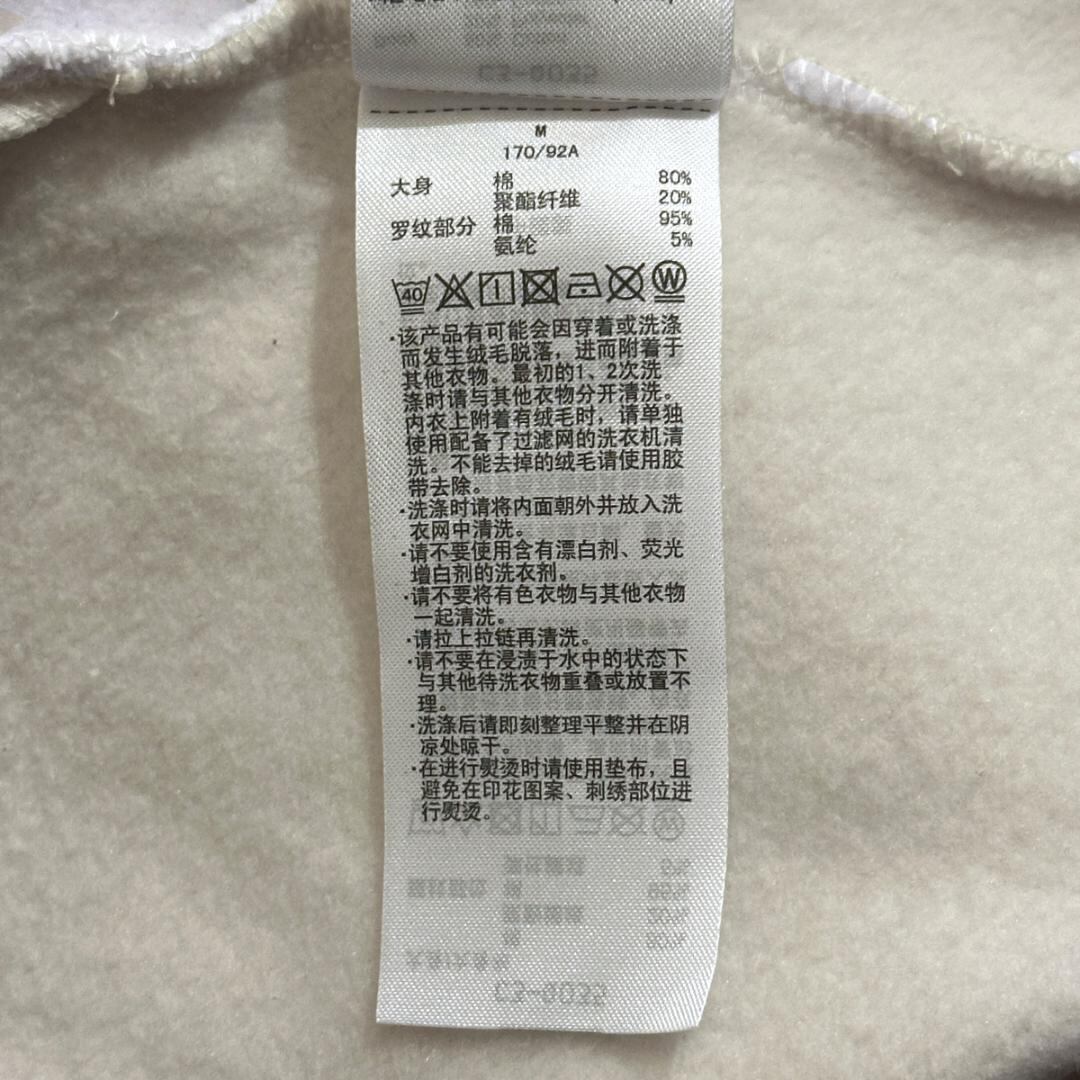 M
170/92A
大身 棉 80%
聚酯纤维 20%
罗纹部分 棉 95%
氨纶 5%
40 W
·该产品有可能会因穿着或洗涤
而发生绒毛脱落，进而附着于
其他衣物。最初的1、2次洗
涤时请与其他衣物分开清洗。
内衣上附着有绒毛时，请单独
使用配备了过滤网的洗衣机清
洗。不能去掉的绒毛请使用胶
带去除。
·洗涤时请将内面朝外并放入洗
衣网中清洗。
·请不要使用含有漂白剂、荧光
增白剂的洗衣剂。
·请不要将有色衣物与其他衣物
一起清洗。
·请拉上拉链再清洗。
·请不要在浸渍于水中的状态下
与其他待洗衣物重叠或放置不
理。
·洗涤后请即刻整理平整并在阴
凉处晾干。
·在进行熨烫时请使用垫布，且
避免在印花图案、刺绣部位进
行熨烫。